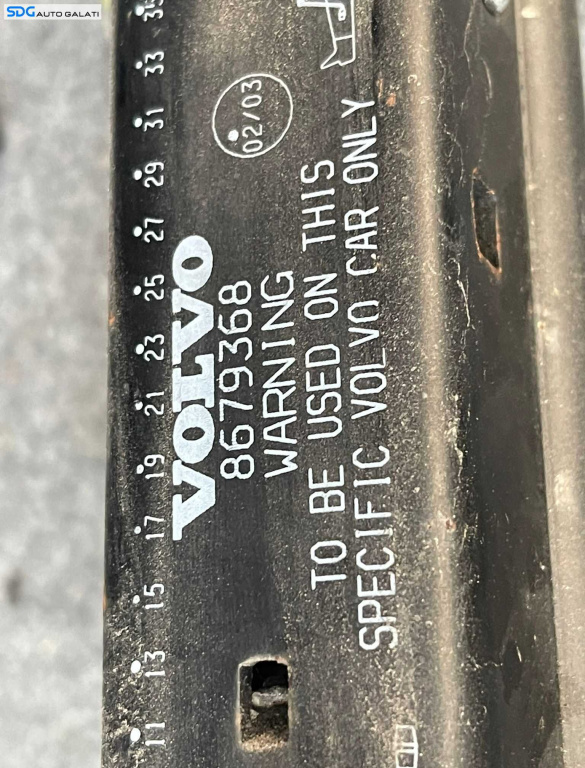 SDG AUTO GALATI
11 13 15 17 19 21 23 25 27 29 31 33 35
VOLVO
8679368
02/03
WARNING
TO BE USED ON THIS
SPECIFIC VOLVO CAR ONLY